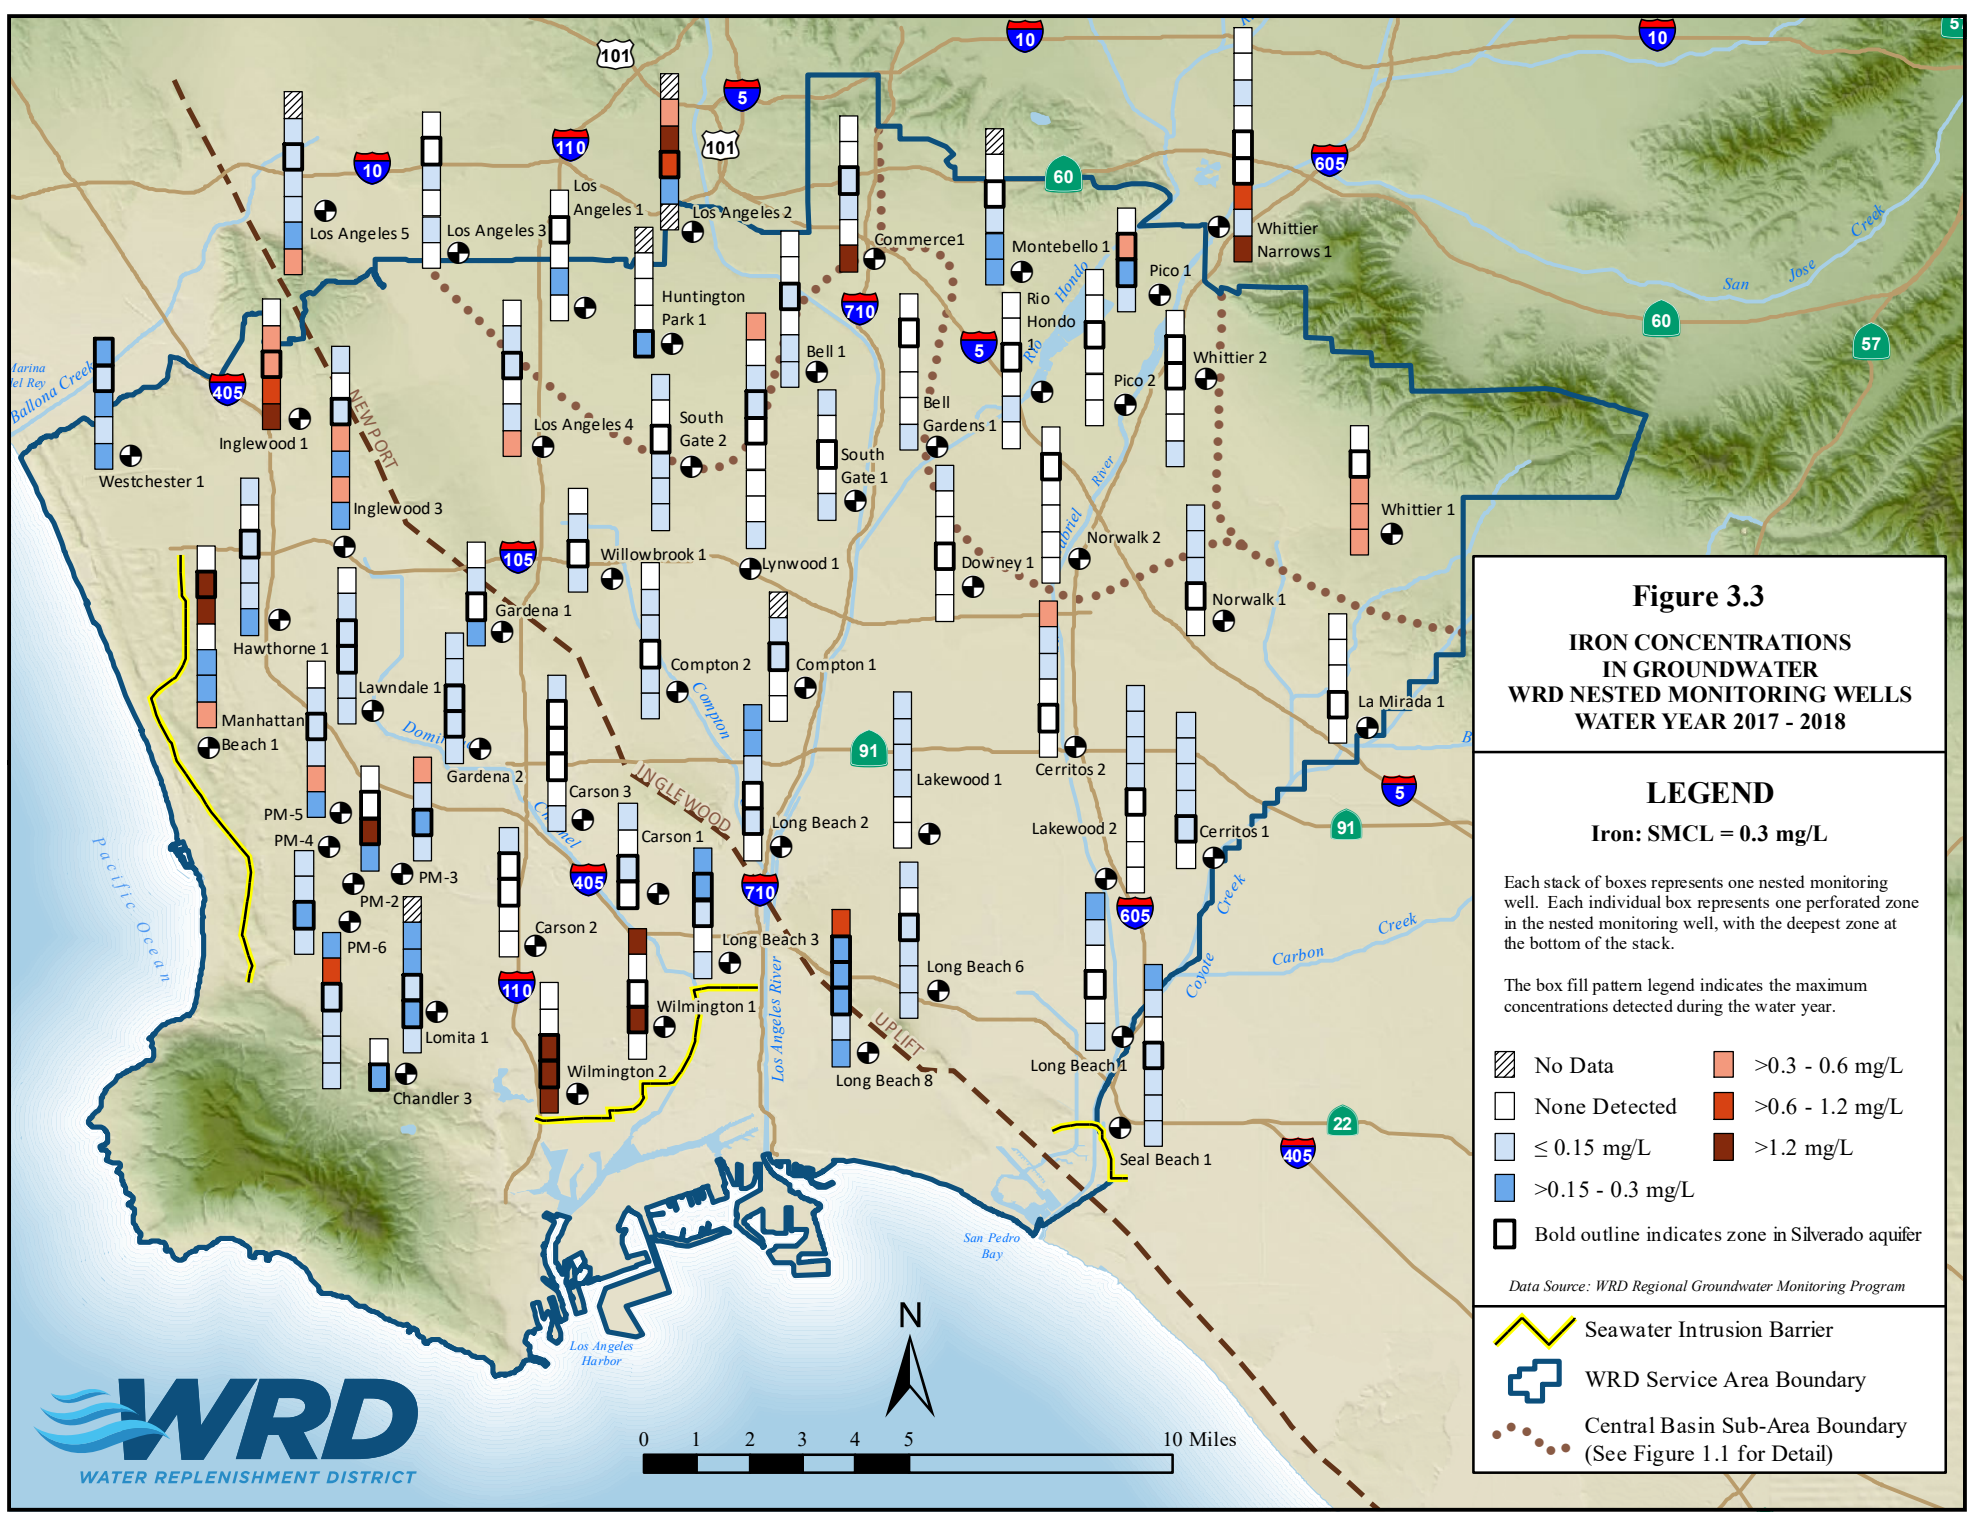 101
10
10
5
5
110
101
10
605
60
Los
Angeles 1
Los Angeles 5
Los Angeles 3
Los Angeles 2
Commerce1
Montebello 1
Whittier
Narrows 1
Creek
Jose
San
Hondo
Rio
Pico 1
Huntington
Park 1
Rio
Hondo
1
710
5
60
57
Bell 1
Whittier 2
Pico 2
Marina
del Rey
Ballona Creek
405
NEWPORT
Inglewood 1
Los Angeles 4
South
Gate 2
Bell
Gardens 1
South
Gate 1
Westchester 1
River
Inglewood 3
Whittier 1
105
Willowbrook 1
Lynwood 1
Downey 1
Norwalk 2
Gardena 1
Norwalk 1
Hawthorne 1
Compton 2
Compton 1
Lawndale 1
Compton
La Mirada 1
Manhattan
Beach 1
Gardena 2
91
Cerritos 2
Lakewood 1
INGLEWOOD
5
Carson 3
PM-5
PM-4
Carson 1
Long Beach 2
Lakewood 2
Cerritos 1
91
Pacific Ocean
PM-3
405
710
PM-2
605
Creek
Carson 2
PM-6
Long Beach 3
Long Beach 6
Coyote
Carbon
Creek
110
Wilmington 1
Los Angeles River
UPLIFT
Lomita 1
Wilmington 2
Long Beach 8
Long Beach 1
Chandler 3
22
405
Seal Beach 1
San Pedro
Bay
Los Angeles
Harbor
Figure 3.3
IRON CONCENTRATIONS
IN GROUNDWATER
WRD NESTED MONITORING WELLS
WATER YEAR 2017 - 2018
LEGEND
Iron: SMCL = 0.3 mg/L
Each stack of boxes represents one nested monitoring
well.  Each individual box represents one perforated zone
in the nested monitoring well, with the deepest zone at
the bottom of the stack.
The box fill pattern legend indicates the maximum
concentrations detected during the water year.
No Data
>0.3 - 0.6 mg/L
None Detected
>0.6 - 1.2 mg/L
≤ 0.15 mg/L
>1.2 mg/L
>0.15 - 0.3 mg/L
Bold outline indicates zone in Silverado aquifer
Data Source: WRD Regional Groundwater Monitoring Program
Seawater Intrusion Barrier
WRD Service Area Boundary
Central Basin Sub-Area Boundary
(See Figure 1.1 for Detail)
N
0 1 2 3 4 5 10 Miles
WRD
WATER REPLENISHMENT DISTRICT